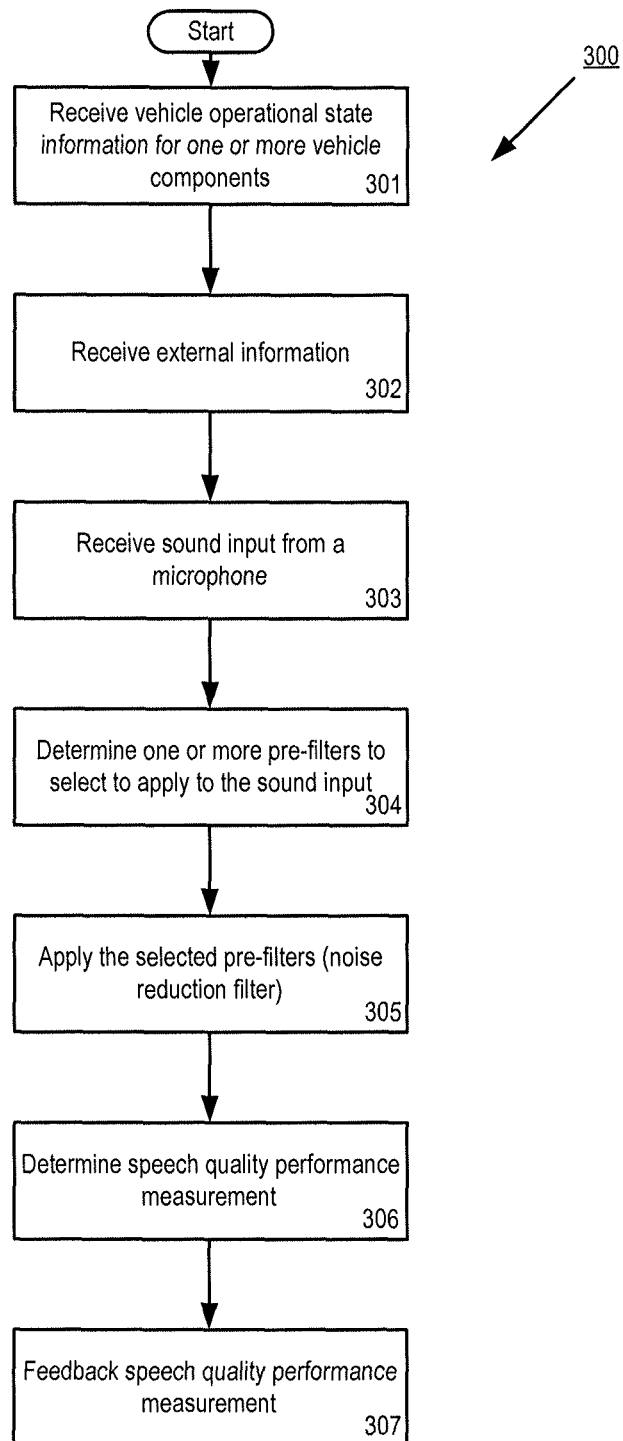 Start
300
Receive vehicle operational state
information for one or more vehicle
components
301
Receive external information
302
Receive sound input from a
microphone
303
Determine one or more pre-filters to
select to apply to the sound input
304
Apply the selected pre-filters (noise
reduction filter)
305
Determine speech quality performance
measurement
306
Feedback speech quality performance
measurement
307